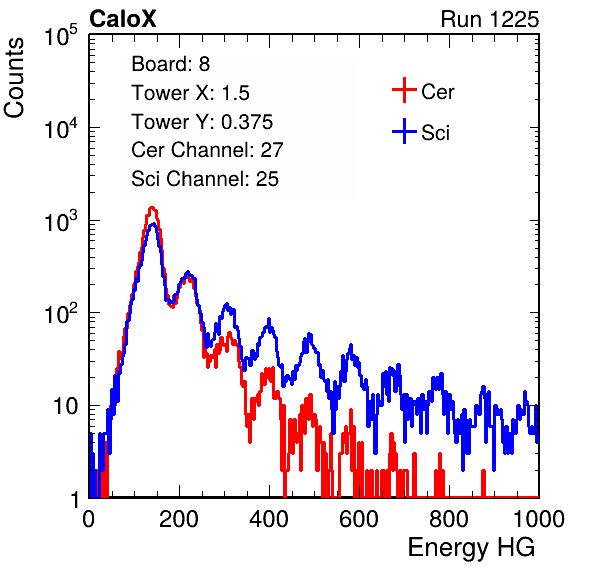 CaloX Run 1225
Counts
10^5
Board: 8
Tower X: 1.5
Tower Y: 0.375
Cer Channel: 27
Sci Channel: 25
Cer
Sci
10^4
10^3
10^2
10
1
0 200 400 600 800 1000
Energy HG